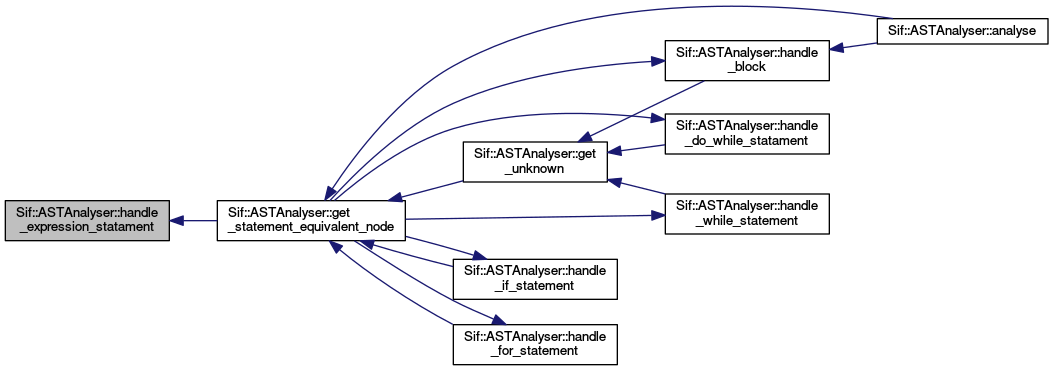 Sif::ASTAnalyser::analyse
Sif::ASTAnalyser::handle
_block
Sif::ASTAnalyser::handle
_do_while_statament
Sif::ASTAnalyser::get
_unknown
Sif::ASTAnalyser::handle
_expression_statament
Sif::ASTAnalyser::get
_statement_equivalent_node
Sif::ASTAnalyser::handle
_while_statement
Sif::ASTAnalyser::handle
_if_statement
Sif::ASTAnalyser::handle
_for_statement